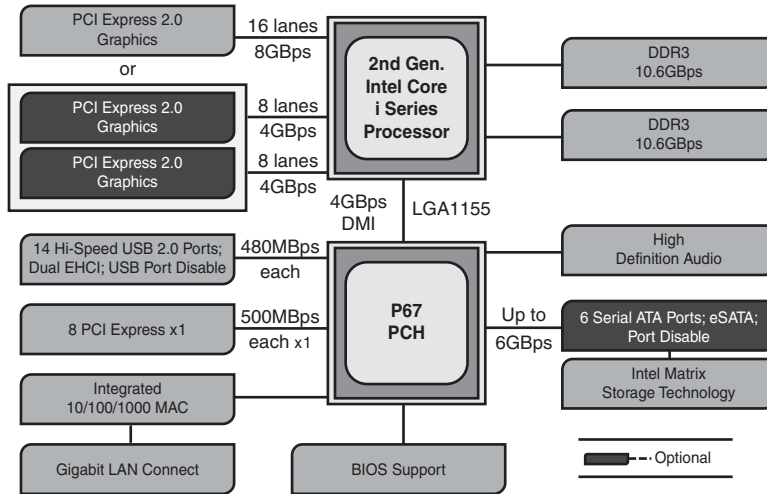 PCI Express 2.0
Graphics
16 lanes
8GBps
or
PCI Express 2.0
Graphics
8 lanes
4GBps
PCI Express 2.0
Graphics
8 lanes
4GBps
2nd Gen.
Intel Core
i Series
Processor
DDR3
10.6GBps
DDR3
10.6GBps
4GBps
DMI
LGA1155
14 Hi-Speed USB 2.0 Ports;
Dual EHCI; USB Port Disable
480MBps
each
8 PCI Express x1
500MBps
each x1
Integrated
10/100/1000 MAC
Gigabit LAN Connect
P67
PCH
High
Definition Audio
Up to
6GBps
6 Serial ATA Ports; eSATA;
Port Disable
Intel Matrix
Storage Technology
BIOS Support
Optional